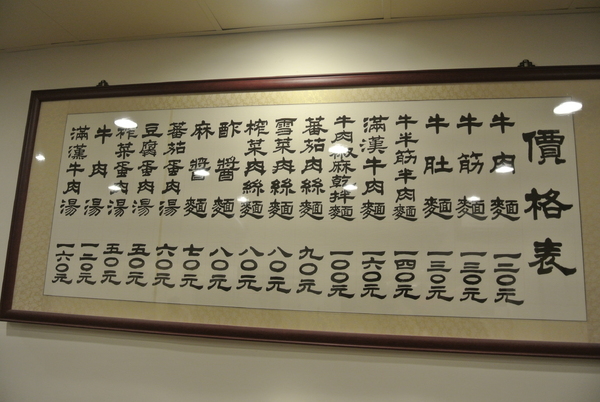 價格表
牛肉麵 一二〇元
牛筋麵 一三〇元
牛肚麵 一三〇元
牛半筋半肉麵 一四〇元
滿漢牛肉麵 一六〇元
牛肉椒麻乾拌麵 一〇〇元
蕃茄肉絲麵 九〇元
雪菜肉絲麵 八〇元
榨菜肉絲麵 八〇元
酢醬麵 八〇元
麻醬麵 七〇元
蕃茄蛋肉湯 六〇元
豆腐蛋肉湯 五〇元
榨菜蛋肉湯 五〇元
牛肉湯 一二〇元
滿漢牛肉湯 一六〇元